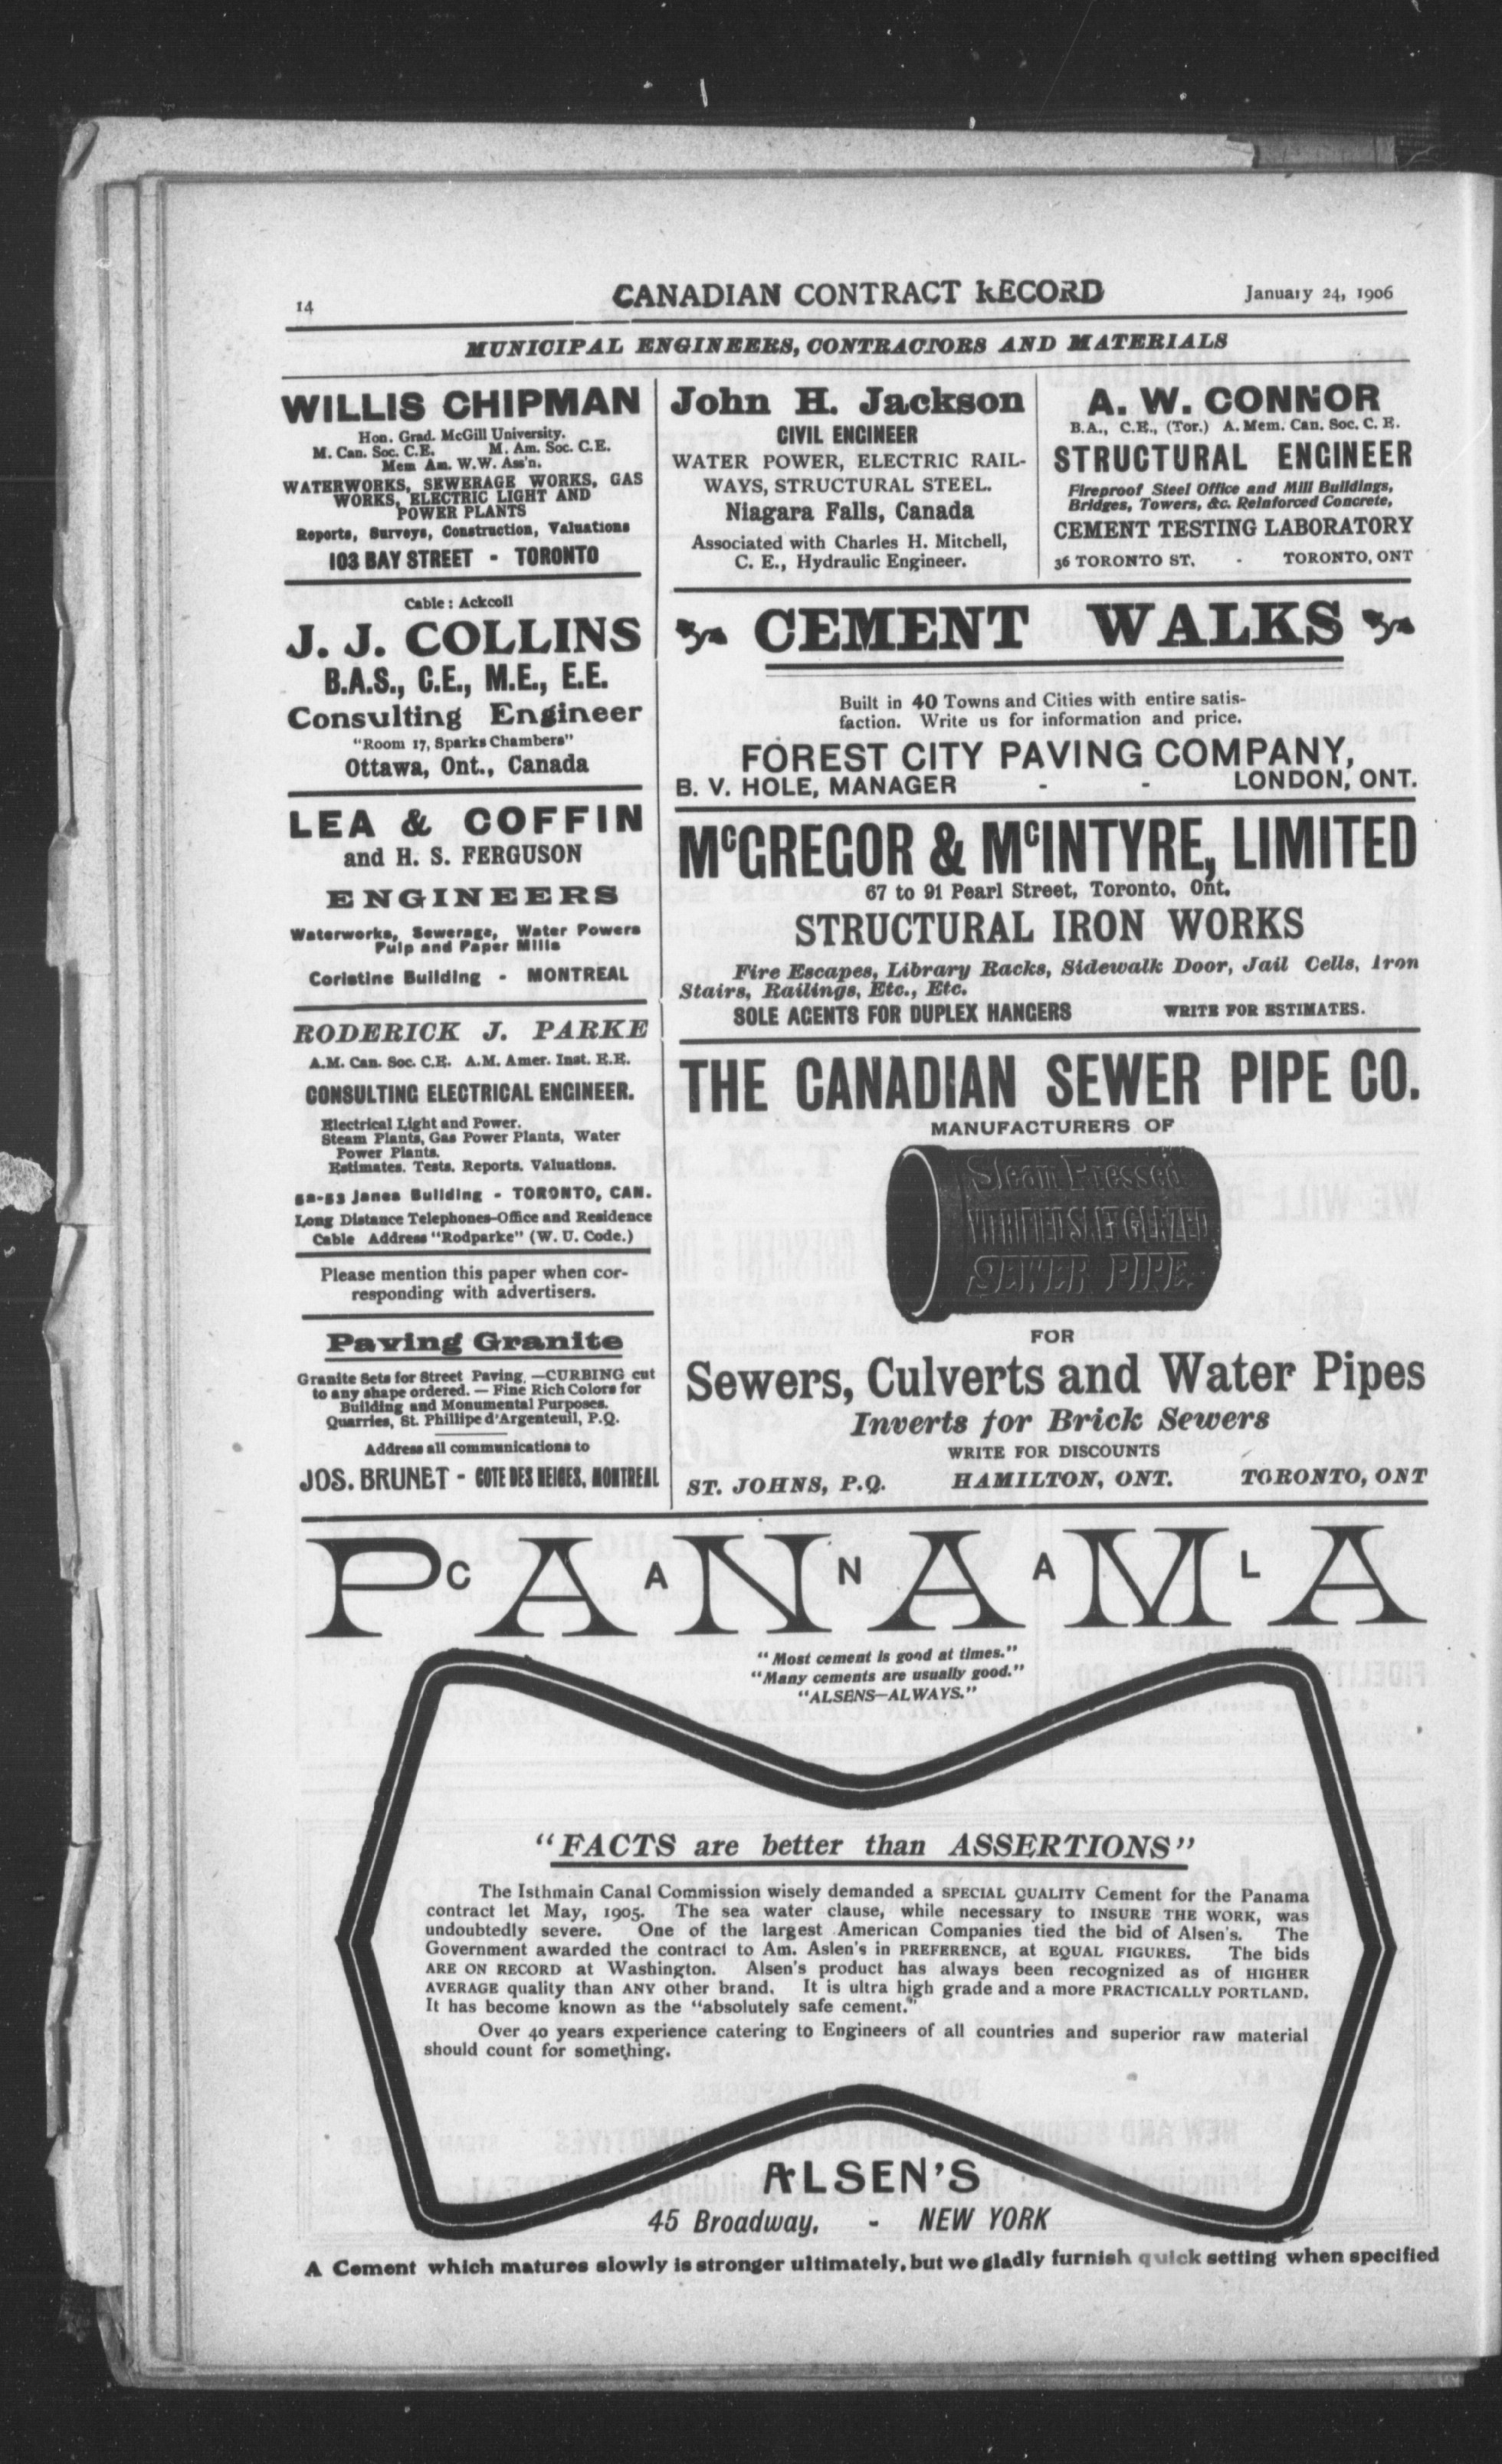 14
CANADIAN CONTRACT RECORD
January 24, 1906
MUNICIPAL ENGINEERS, CONTRACTORS AND MATERIALS
WILLIS CHIPMAN
Hon. Grad. McGill University.
M. Can. Soc. C.E. M. Am. Soc. C.E.
Mem Am. W.W. Ass'n.
WATERWORKS, SEWERAGE WORKS, GAS
WORKS, ELECTRIC LIGHT AND
POWER PLANTS
Reports, Surveys, Construction, Valuations
103 BAY STREET - TORONTO
Cable: Ackcoll
J. J. COLLINS
B.A.S., C.E., M.E., E.E.
Consulting Engineer
"Room 17, Sparks Chambers"
Ottawa, Ont., Canada
LEA & COFFIN
and H. S. FERGUSON
ENGINEERS
Waterworks, Sewerage, Water Powers
Pulp and Paper Mills
Coristine Building - MONTREAL
RODERICK J. PARKE
A.M. Can. Soc. C.E. A.M. Amer. Inst. E.E.
CONSULTING ELECTRICAL ENGINEER.
Electrical Light and Power.
Steam Plants, Gas Power Plants, Water
Power Plants.
Estimates. Tests. Reports. Valuations.
52-53 Janes Building - TORONTO, CAN.
Long Distance Telephones-Office and Residence
Cable Address "Rodparke" (W. U. Code.)
Please mention this paper when cor-
responding with advertisers.
Paving Granite
Granite Sets for Street Paving, —CURBING cut
to any shape ordered. — Fine Rich Colors for
Building and Monumental Purposes.
Quarries, St. Phillipe d'Argenteuil, P.Q.
Address all communications to
JOS. BRUNET - COTE DES NEIGES, MONTREAL
John H. Jackson
CIVIL ENGINEER
WATER POWER, ELECTRIC RAIL-
WAYS, STRUCTURAL STEEL.
Niagara Falls, Canada
Associated with Charles H. Mitchell,
C. E., Hydraulic Engineer.
A. W. CONNOR
B.A., C.E., (Tor.) A. Mem. Can. Soc. C. E.
STRUCTURAL ENGINEER
Fireproof Steel Office and Mill Buildings,
Bridges, Towers, &c. Reinforced Concrete,
CEMENT TESTING LABORATORY
36 TORONTO ST. - TORONTO, ONT
CEMENT WALKS
Built in 40 Towns and Cities with entire satis-
faction. Write us for information and price.
FOREST CITY PAVING COMPANY,
B. V. HOLE, MANAGER - - LONDON, ONT.
McGREGOR & McINTYRE, LIMITED
67 to 91 Pearl Street, Toronto, Ont.
STRUCTURAL IRON WORKS
Fire Escapes, Library Racks, Sidewalk Door, Jail Cells, Iron
Stairs, Railings, Etc., Etc.
SOLE AGENTS FOR DUPLEX HANGERS WRITE FOR ESTIMATES.
THE CANADIAN SEWER PIPE CO.
MANUFACTURERS OF
Steam Pressed
VITRIFIED SALT GLAZED
SEWER PIPE
FOR
Sewers, Culverts and Water Pipes
Inverts for Brick Sewers
WRITE FOR DISCOUNTS
ST. JOHNS, P.Q. HAMILTON, ONT. TORONTO, ONT
PANAMA
CANAL
"Most cement is good at times."
"Many cements are usually good."
"ALSENS—ALWAYS."
"FACTS are better than ASSERTIONS"
The Isthmain Canal Commission wisely demanded a SPECIAL QUALITY Cement for the Panama
contract let May, 1905. The sea water clause, while necessary to INSURE THE WORK, was
undoubtedly severe. One of the largest American Companies tied the bid of Alsen's. The
Government awarded the contract to Am. Aslen's in PREFERENCE, at EQUAL FIGURES. The bids
ARE ON RECORD at Washington. Alsen's product has always been recognized as of HIGHER
AVERAGE quality than ANY other brand. It is ultra high grade and a more PRACTICALLY PORTLAND.
It has become known as the "absolutely safe cement."
Over 40 years experience catering to Engineers of all countries and superior raw material
should count for something.
ALSEN'S
45 Broadway, - NEW YORK
A Cement which matures slowly is stronger ultimately, but we gladly furnish quick setting when specified